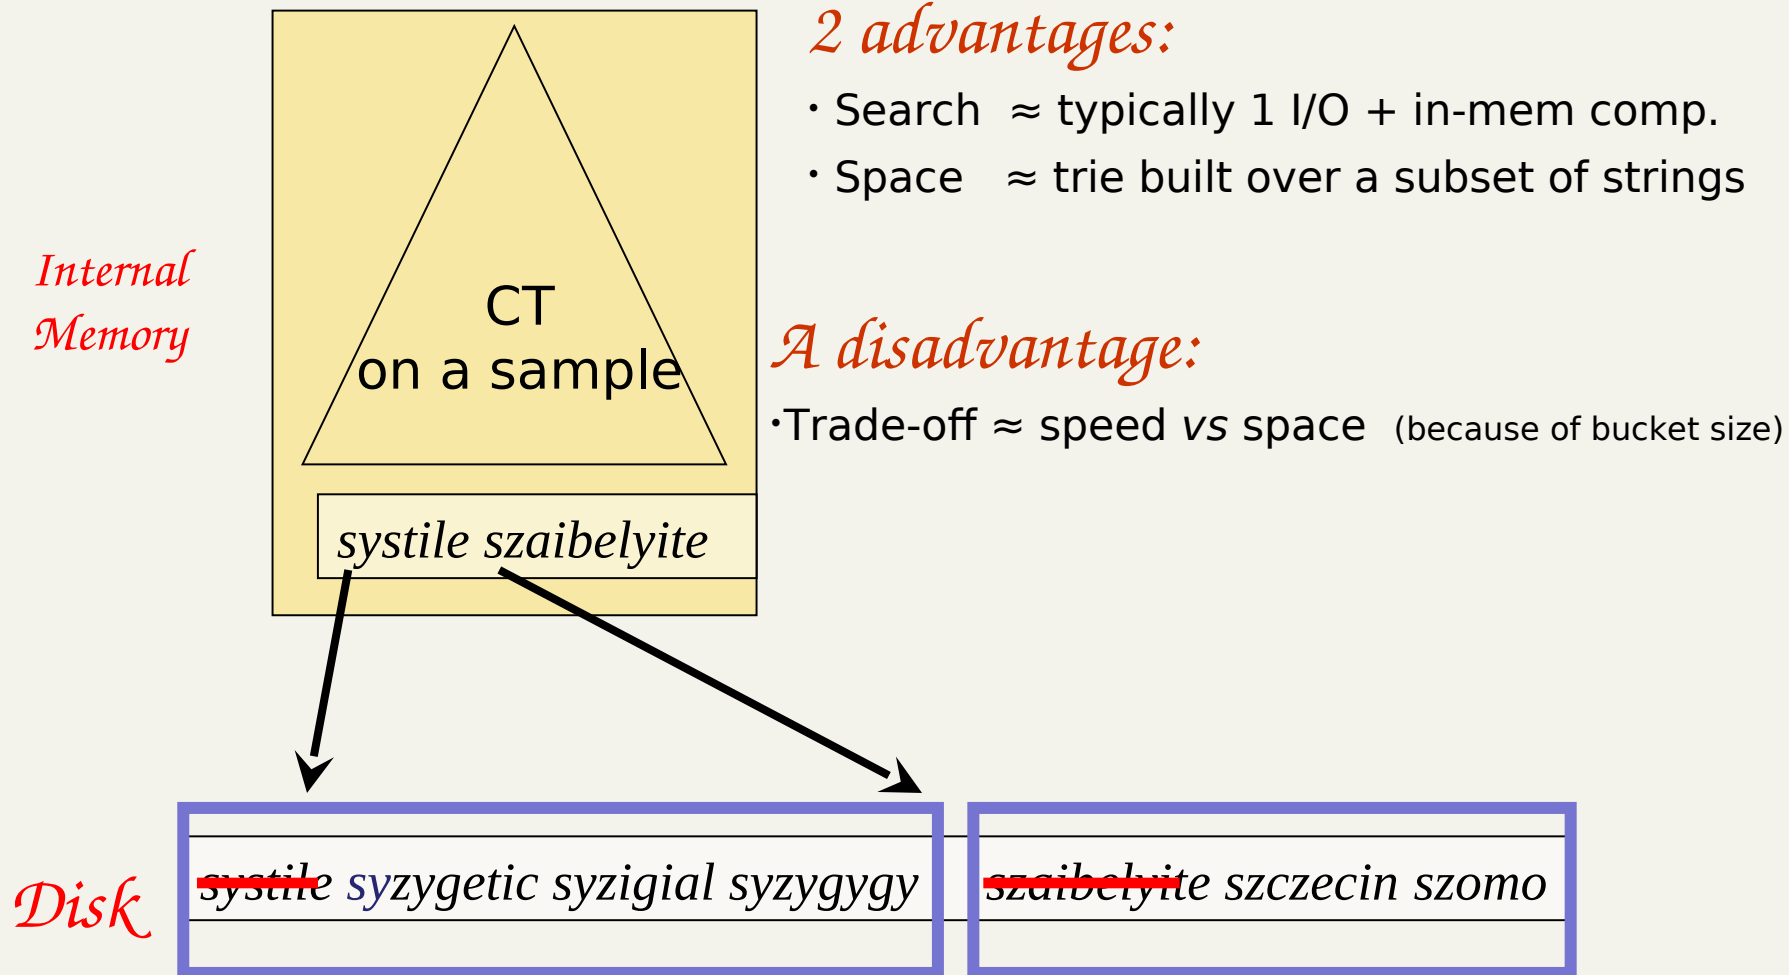 2 advantages:
• Search ≈ typically 1 I/O + in-mem comp.
• Space ≈ trie built over a subset of strings
Internal
Memory
CT
on a sample
A disadvantage:
•Trade-off ≈ speed vs space (because of bucket size)
systile szaibelyite
Disk
systile syzygetic syzigial syzygygy
szaibelyite szczecin szomo